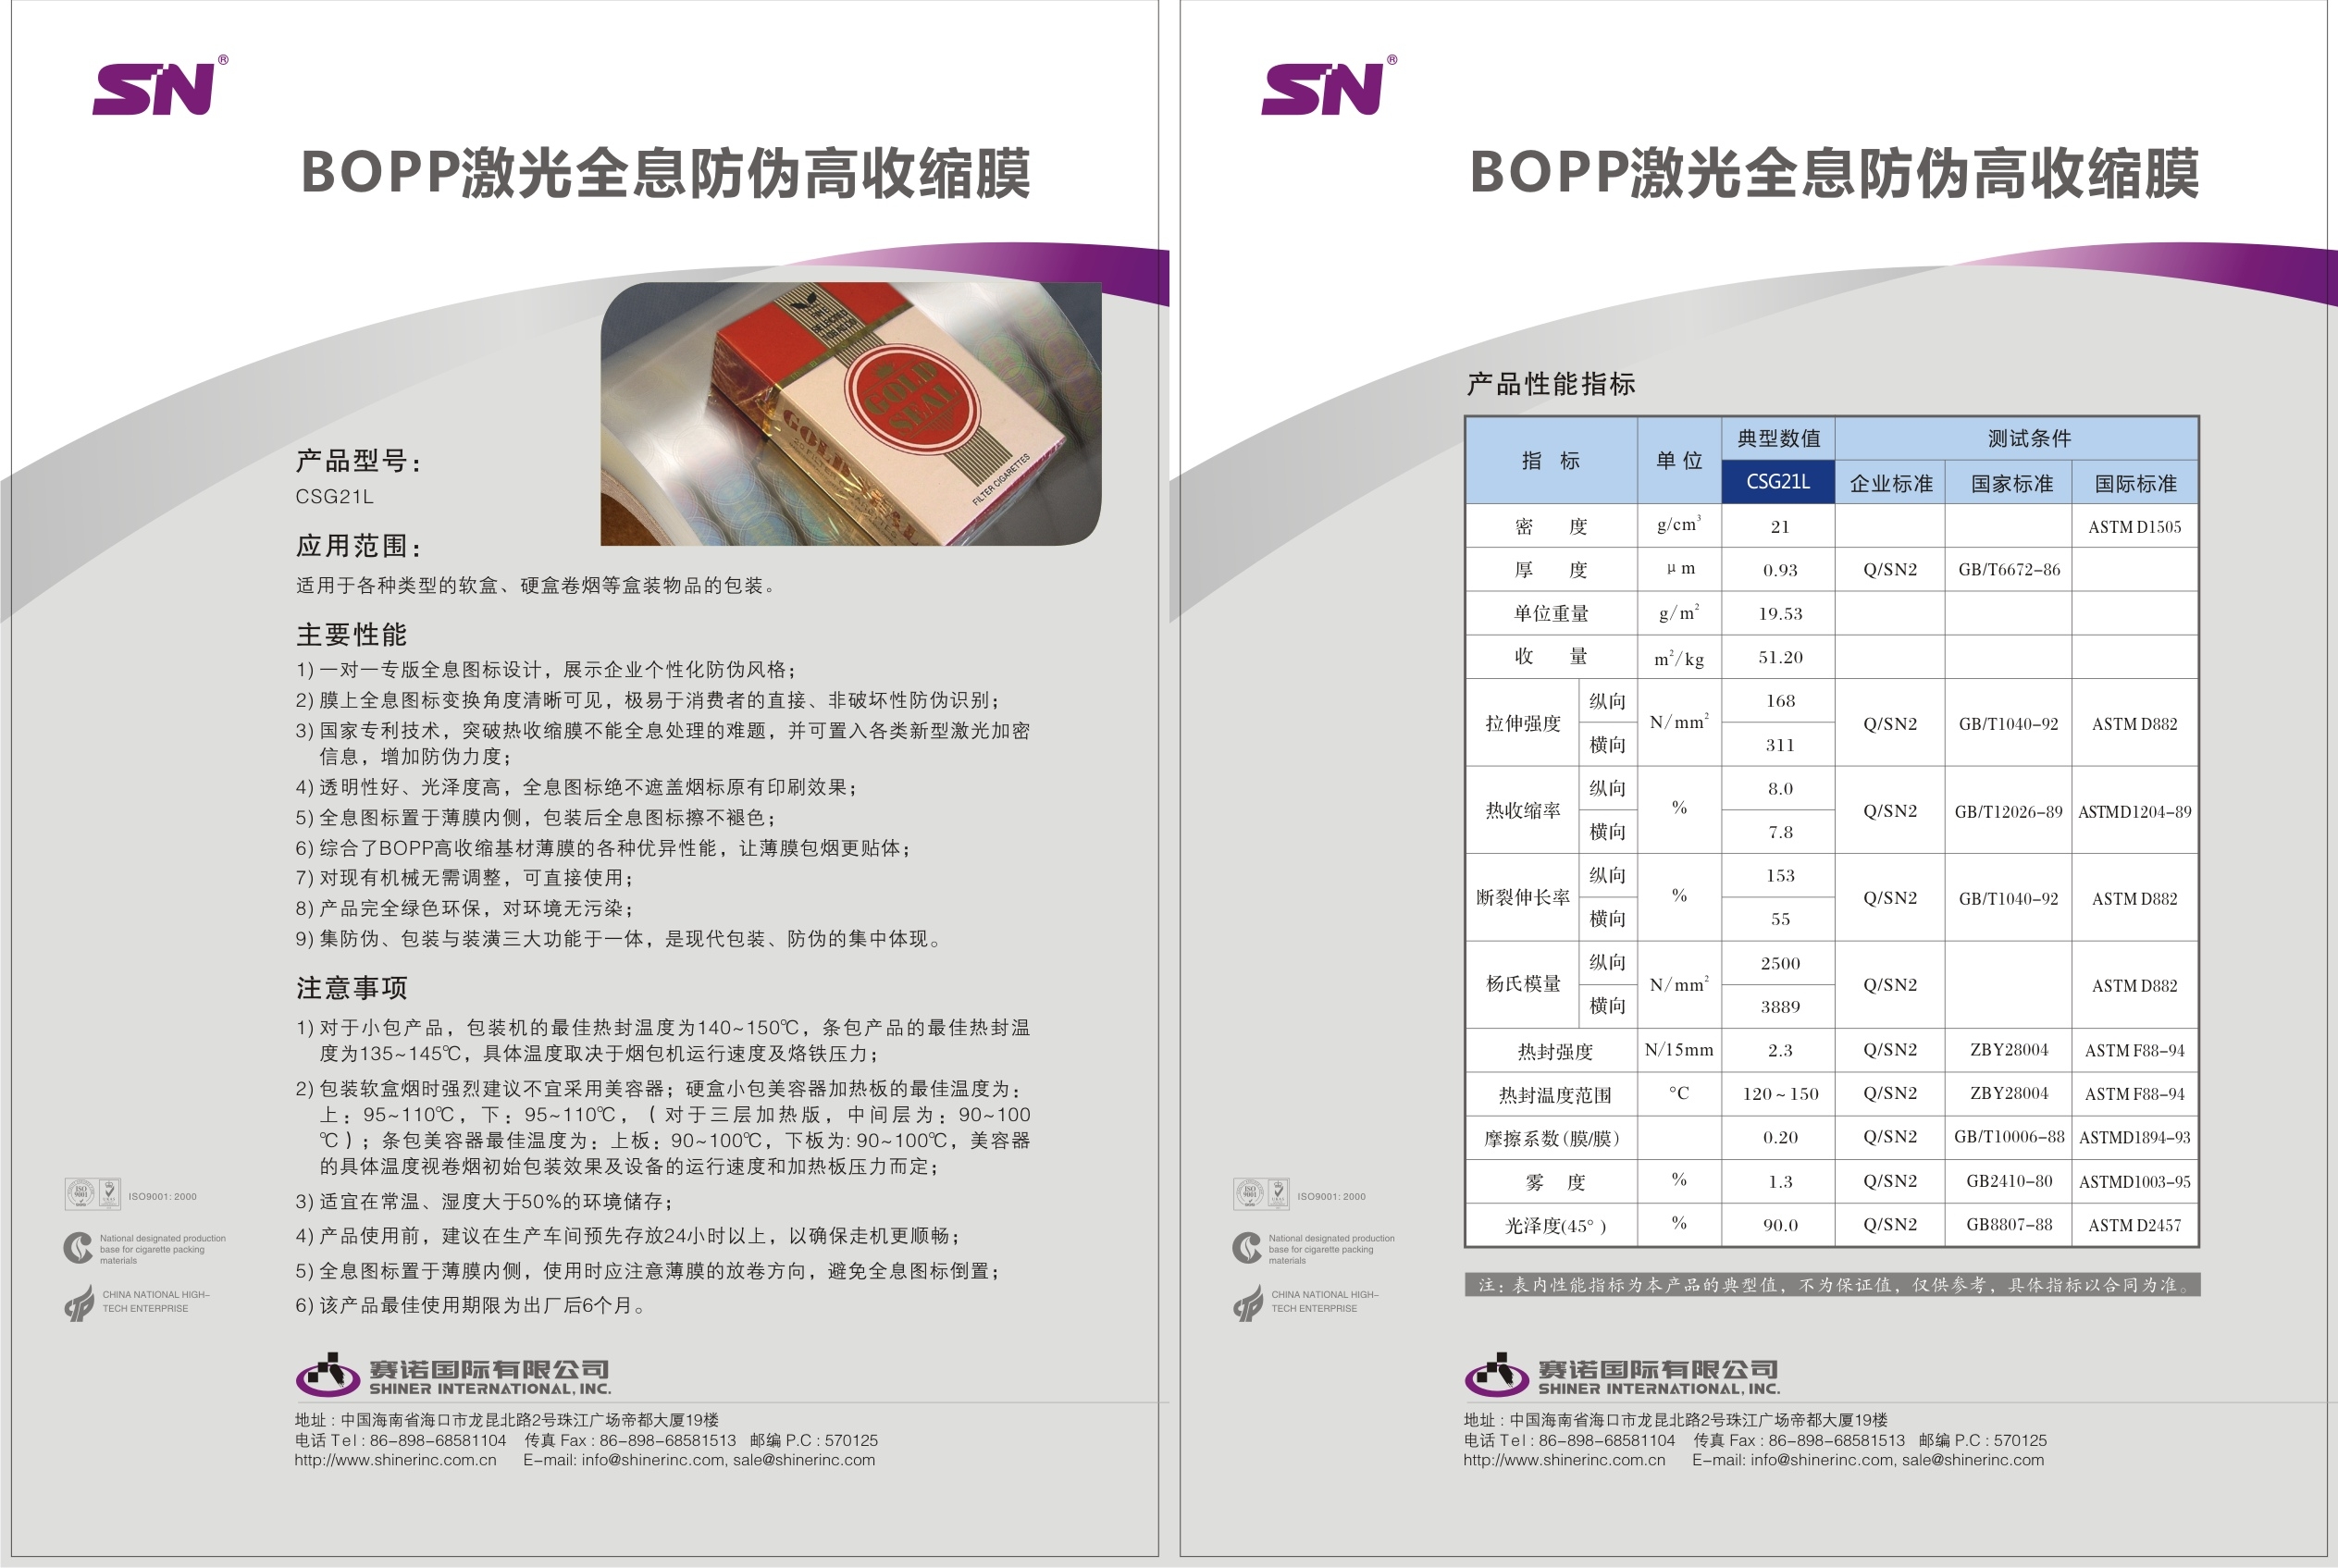 SN®
BOPP激光全息防伪高收缩膜
GOLD
SEAL
FILTER CIGARETTES
产品型号：
CSG21L
应用范围：
适用于各种类型的软盒、硬盒卷烟等盒装物品的包装。
主要性能
1) 一对一专版全息图标设计，展示企业个性化防伪风格；
2) 膜上全息图标变换角度清晰可见，极易于消费者的直接、非破坏性防伪识别；
3) 国家专利技术，突破热收缩膜不能全息处理的难题，并可置入各类新型激光加密
信息，增加防伪力度；
4) 透明性好、光泽度高，全息图标绝不遮盖烟标原有印刷效果；
5) 全息图标置于薄膜内侧，包装后全息图标擦不褪色；
6) 综合了BOPP高收缩基材薄膜的各种优异性能，让薄膜包烟更贴体；
7) 对现有机械无需调整，可直接使用；
8) 产品完全绿色环保，对环境无污染；
9) 集防伪、包装与装潢三大功能于一体，是现代包装、防伪的集中体现。
注意事项
1) 对于小包产品，包装机的最佳热封温度为140~150℃，条包产品的最佳热封温
度为135~145℃，具体温度取决于烟包机运行速度及烙铁压力；
2) 包装软盒烟时强烈建议不宜采用美容器；硬盒小包美容器加热板的最佳温度为：
上：95~110℃，下：95~110℃，（对于三层加热版，中间层为：90~100
℃）；条包美容器最佳温度为：上板：90~100℃，下板为: 90~100℃，美容器
的具体温度视卷烟初始包装效果及设备的运行速度和加热板压力而定；
3) 适宜在常温、湿度大于50%的环境储存；
4) 产品使用前，建议在生产车间预先存放24小时以上，以确保走机更顺畅；
5) 全息图标置于薄膜内侧，使用时应注意薄膜的放卷方向，避免全息图标倒置；
6) 该产品最佳使用期限为出厂后6个月。
ISO 9001
ISO9001: 2000
National designated production
base for cigarette packing
materials
CHINA NATIONAL HIGH-
TECH ENTERPRISE
赛诺国际有限公司
SHINER INTERNATIONAL, INC.
地址 : 中国海南省海口市龙昆北路2号珠江广场帝都大厦19楼
电话 Tel : 86-898-68581104 传真 Fax : 86-898-68581513 邮编 P.C : 570125
http://www.shinerinc.com.cn E-mail: info@shinerinc.com, sale@shinerinc.com
SN®
BOPP激光全息防伪高收缩膜
产品性能指标
指 标 单 位 典型数值 测试条件
CSG21L 企业标准 国家标准 国际标准
密 度 g/cm³ 21 ASTM D1505
厚 度 μm 0.93 Q/SN2 GB/T6672-86
单位重量 g/m² 19.53
收 量 m²/kg 51.20
拉伸强度 纵向 N/mm² 168 Q/SN2 GB/T1040-92 ASTM D882
横向 311
热收缩率 纵向 % 8.0 Q/SN2 GB/T12026-89 ASTMD1204-89
横向 7.8
断裂伸长率 纵向 % 153 Q/SN2 GB/T1040-92 ASTM D882
横向 55
杨氏模量 纵向 N/mm² 2500 Q/SN2 ASTM D882
横向 3889
热封强度 N/15mm 2.3 Q/SN2 ZBY28004 ASTM F88-94
热封温度范围 °C 120~150 Q/SN2 ZBY28004 ASTM F88-94
摩擦系数(膜/膜) 0.20 Q/SN2 GB/T10006-88 ASTMD1894-93
雾 度 % 1.3 Q/SN2 GB2410-80 ASTMD1003-95
光泽度(45°) % 90.0 Q/SN2 GB8807-88 ASTM D2457
注：表内性能指标为本产品的典型值，不为保证值，仅供参考，具体指标以合同为准。
ISO 9001
ISO9001: 2000
National designated production
base for cigarette packing
materials
CHINA NATIONAL HIGH-
TECH ENTERPRISE
赛诺国际有限公司
SHINER INTERNATIONAL, INC.
地址 : 中国海南省海口市龙昆北路2号珠江广场帝都大厦19楼
电话 Tel : 86-898-68581104 传真 Fax : 86-898-68581513 邮编 P.C : 570125
http://www.shinerinc.com.cn E-mail: info@shinerinc.com, sale@shinerinc.com